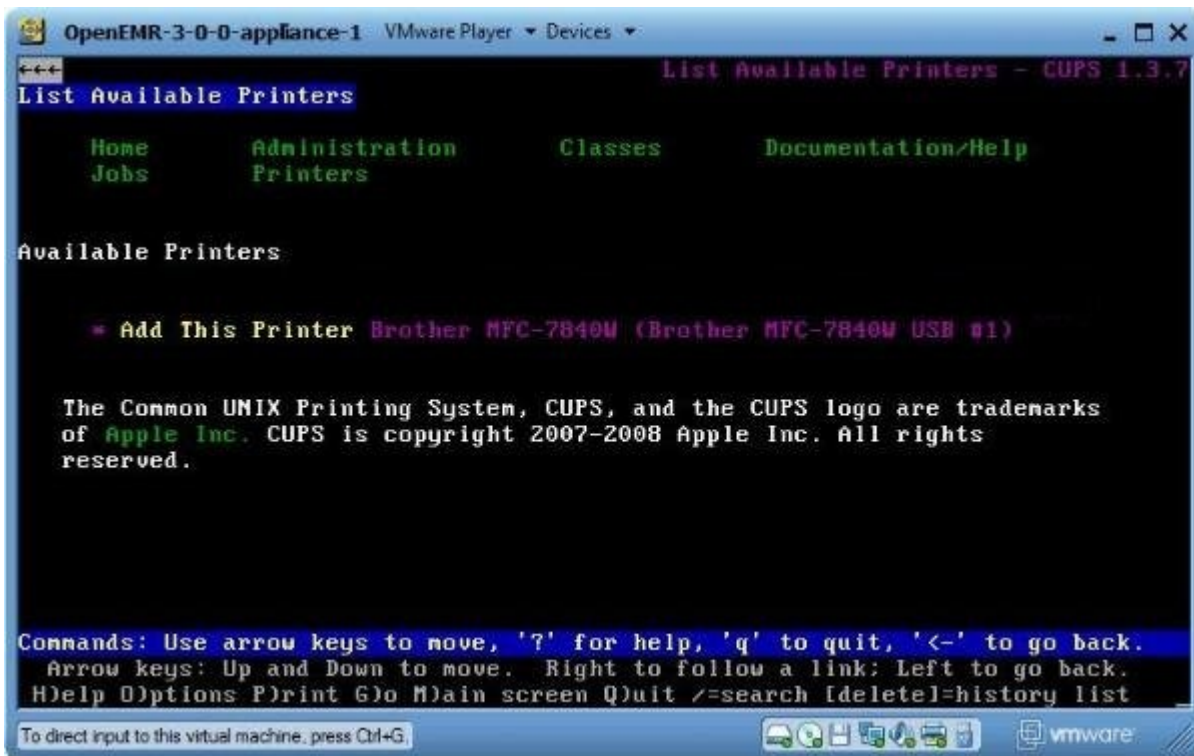 OpenEMR-3-0-0-appliance-1 VMware Player Devices
←←← List Available Printers - CUPS 1.3.7
List Available Printers
Home Administration Classes Documentation/Help
Jobs Printers
Available Printers
* Add This Printer Brother MFC-7840W (Brother MFC-7840W USB #1)
The Common UNIX Printing System, CUPS, and the CUPS logo are trademarks
of Apple Inc. CUPS is copyright 2007-2008 Apple Inc. All rights
reserved.
Commands: Use arrow keys to move, '?' for help, 'q' to quit, '<-' to go back.
Arrow keys: Up and Down to move. Right to follow a link; Left to go back.
H)elp O)ptions P)rint G)o M)ain screen Q)uit /=search [delete]=history list
To direct input to this virtual machine, press Ctrl+G. vmware